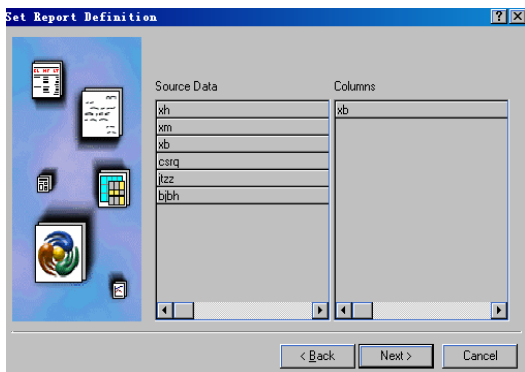 Set Report Definition
Source Data
Columns
xh
xm
xb
csrq
jtzz
bjbh
xb
< Back
Next >
Cancel